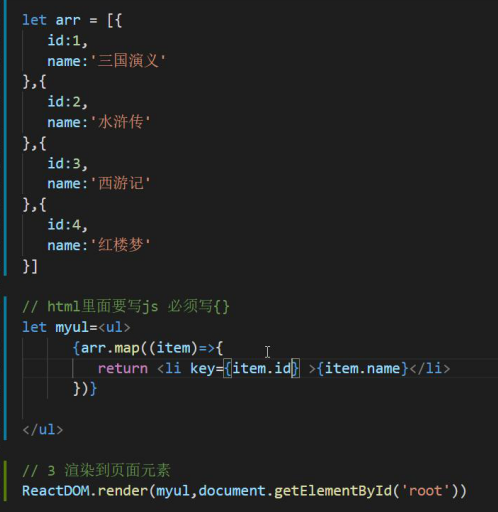 let arr = [{
id:1,
name:'三国演义'
},{
id:2,
name:'水浒传'
},{
id:3,
name:'西游记'
},{
id:4,
name:'红楼梦'
}]
// html里面要写js 必须写{}
let myul=<ul>
{arr.map((item)=>{
return <li key={item.id} >{item.name}</li>
})}
</ul>
// 3 渲染到页面元素
ReactDOM.render(myul,document.getElementById('root'))